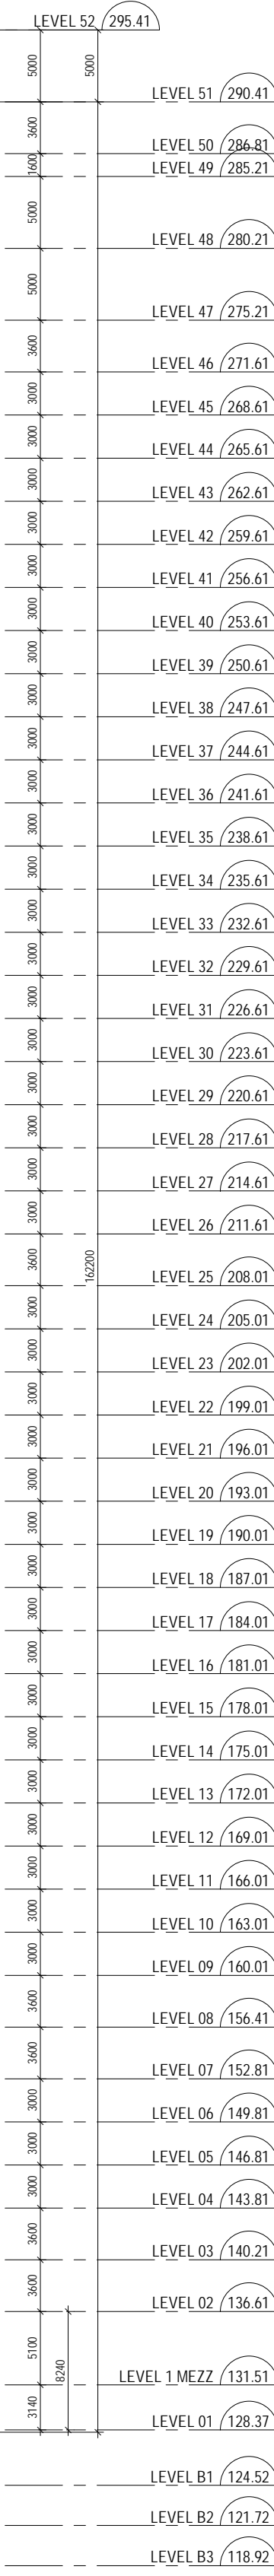 LEVEL 52 295.41
5000 5000
LEVEL 51 290.41
3600
LEVEL 50 286.81
1600
LEVEL 49 285.21
5000
LEVEL 48 280.21
5000
LEVEL 47 275.21
3600
LEVEL 46 271.61
3000
LEVEL 45 268.61
3000
LEVEL 44 265.61
3000
LEVEL 43 262.61
3000
LEVEL 42 259.61
3000
LEVEL 41 256.61
3000
LEVEL 40 253.61
3000
LEVEL 39 250.61
3000
LEVEL 38 247.61
3000
LEVEL 37 244.61
3000
LEVEL 36 241.61
3000
LEVEL 35 238.61
3000
LEVEL 34 235.61
3000
LEVEL 33 232.61
3000
LEVEL 32 229.61
3000
LEVEL 31 226.61
3000
LEVEL 30 223.61
3000
LEVEL 29 220.61
3000
LEVEL 28 217.61
3000
LEVEL 27 214.61
3000
LEVEL 26 211.61
3600 162200
LEVEL 25 208.01
3000
LEVEL 24 205.01
3000
LEVEL 23 202.01
3000
LEVEL 22 199.01
3000
LEVEL 21 196.01
3000
LEVEL 20 193.01
3000
LEVEL 19 190.01
3000
LEVEL 18 187.01
3000
LEVEL 17 184.01
3000
LEVEL 16 181.01
3000
LEVEL 15 178.01
3000
LEVEL 14 175.01
3000
LEVEL 13 172.01
3000
LEVEL 12 169.01
3000
LEVEL 11 166.01
3000
LEVEL 10 163.01
3000
LEVEL 09 160.01
3600
LEVEL 08 156.41
3600
LEVEL 07 152.81
3000
LEVEL 06 149.81
3000
LEVEL 05 146.81
3000
LEVEL 04 143.81
3600
LEVEL 03 140.21
3600
LEVEL 02 136.61
5100 8240
LEVEL 1 MEZZ 131.51
3140
LEVEL 01 128.37
LEVEL B1 124.52
LEVEL B2 121.72
LEVEL B3 118.92